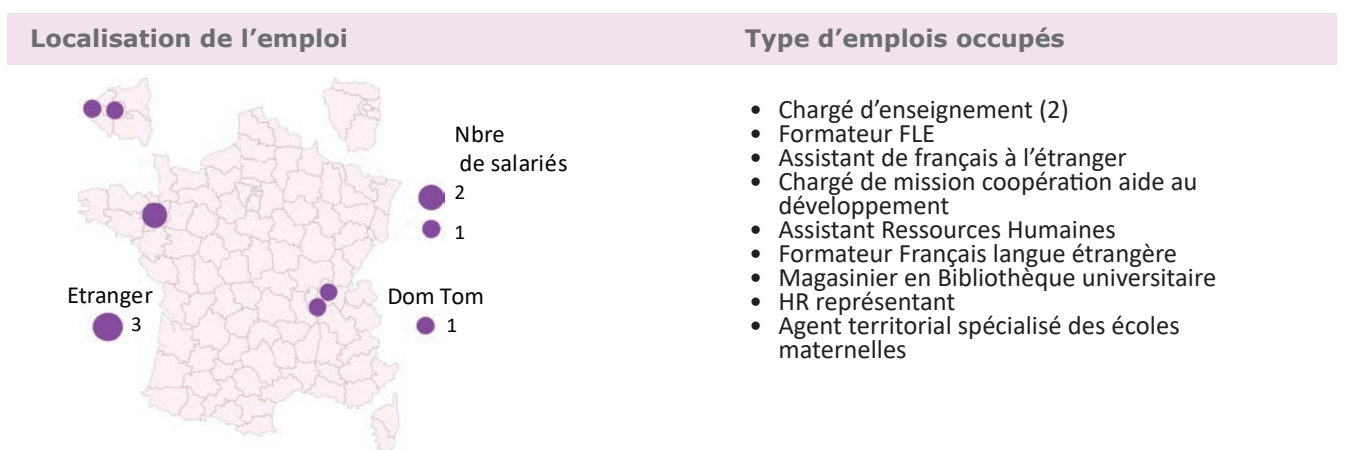 Localisation de l’emploi
Type d’emplois occupés
Nbre
de salariés
2
1
Etranger
3
Dom Tom
1
• Chargé d’enseignement (2)
• Formateur FLE
• Assistant de français à l’étranger
• Chargé de mission coopération aide au
développement
• Assistant Ressources Humaines
• Formateur Français langue étrangère
• Magasinier en Bibliothèque universitaire
• HR représentant
• Agent territorial spécialisé des écoles
maternelles